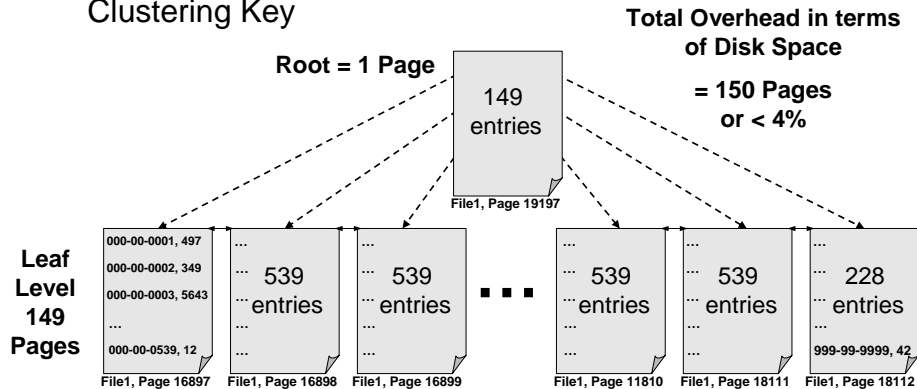 Clustering Key
Total Overhead in terms
of Disk Space
= 150 Pages
or < 4%
Root = 1 Page
149
entries
File1, Page 19197
Leaf
Level
149
Pages
000-00-0001, 497
000-00-0002, 349
000-00-0003, 5643
...
000-00-0539, 12
File1, Page 16897
...
...
539
entries
...
...
...
File1, Page 16898
...
...
539
entries
...
...
...
File1, Page 16899
...
...
...
539
entries
...
...
...
File1, Page 11810
...
...
539
entries
...
...
...
File1, Page 18111
...
...
228
entries
...
...
999-99-9999, 42
File1, Page 18112